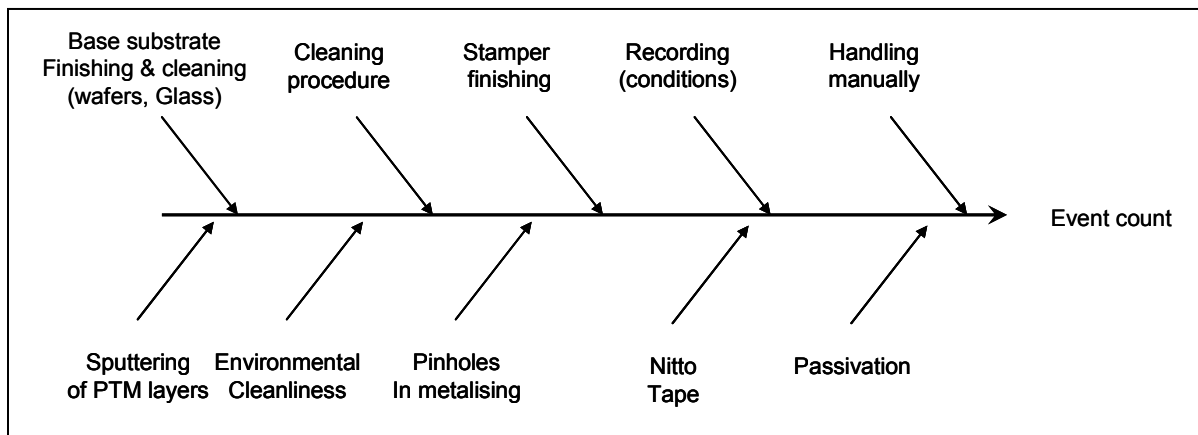 Base substrate
Finishing & cleaning
(wafers, Glass)
Cleaning
procedure
Stamper
finishing
Recording
(conditions)
Handling
manually
Event count
Sputtering
of PTM layers
Environmental
Cleanliness
Pinholes
In metalising
Nitto
Tape
Passivation